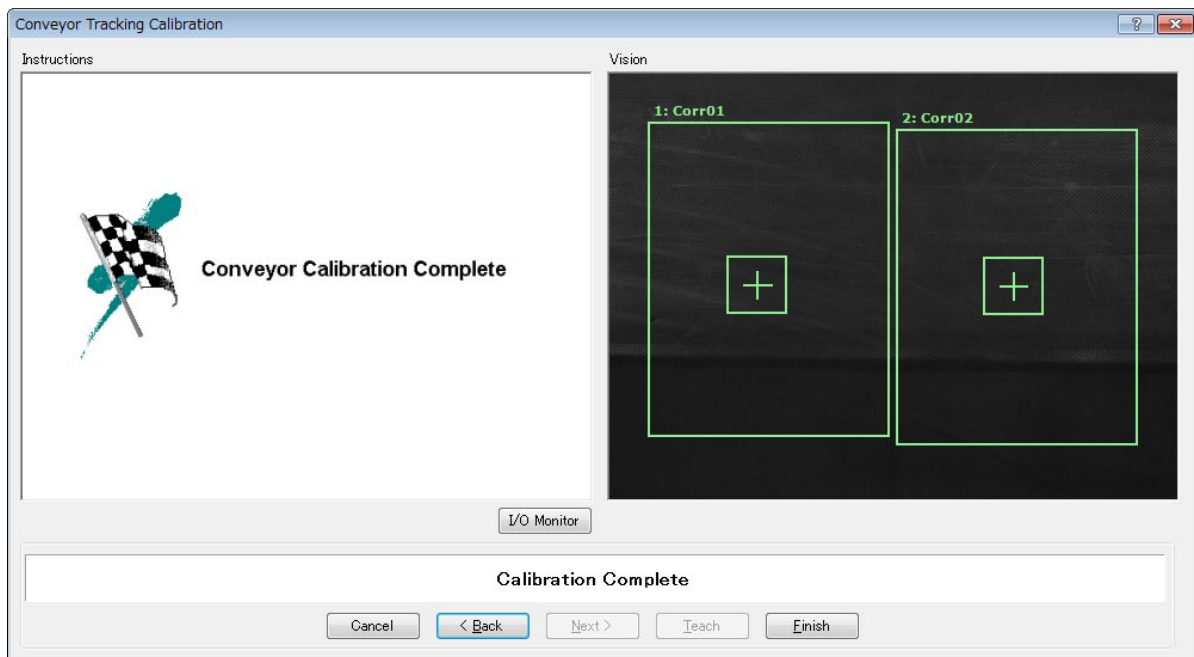 Conveyor Tracking Calibration
Instructions
Vision
1: Corr01
2: Corr02
Conveyor Calibration Complete
I/O Monitor
Calibration Complete
Cancel
< Back
Next >
Teach
Finish